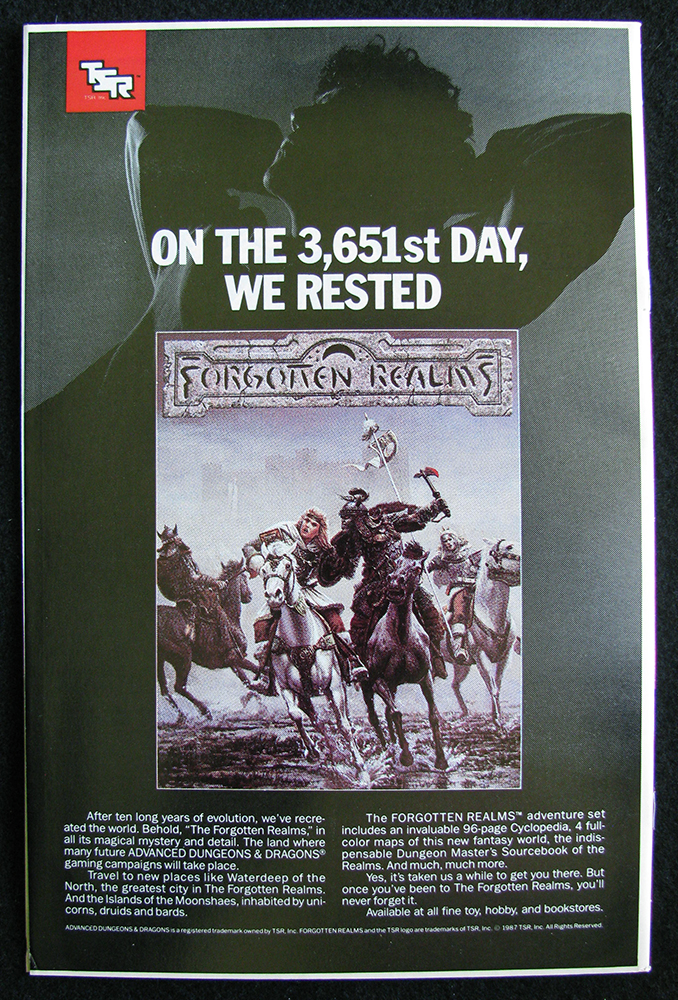 TSR™
TSR, Inc.
ON THE 3,651st DAY,
WE RESTED
FORGOTTEN REALMS
After ten long years of evolution, we've recre-
ated the world. Behold, "The Forgotten Realms," in
all its magical mystery and detail. The land where
many future ADVANCED DUNGEONS & DRAGONS®
gaming campaigns will take place.
Travel to new places like Waterdeep of the
North, the greatest city in The Forgotten Realms.
And the Islands of the Moonshaes, inhabited by uni-
corns, druids and bards.
The FORGOTTEN REALMS™ adventure set
includes an invaluable 96-page Cyclopedia, 4 full-
color maps of this new fantasy world, the indis-
pensable Dungeon Master's Sourcebook of the
Realms. And much, much more.
Yes, it's taken us a while to get you there. But
once you've been to The Forgotten Realms, you'll
never forget it.
Available at all fine toy, hobby, and bookstores.
ADVANCED DUNGEONS & DRAGONS is a registered trademark owned by TSR, Inc. FORGOTTEN REALMS and the TSR logo are trademarks of TSR, Inc. © 1987 TSR, Inc. All Rights Reserved.